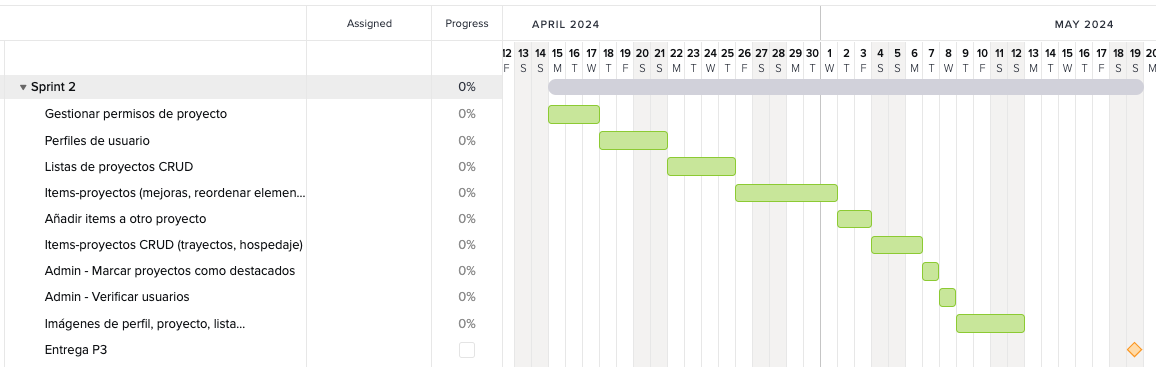 Assigned Progress APRIL 2024 MAY 2024
12 13 14 15 16 17 18 19 20 21 22 23 24 25 26 27 28 29 30 1 2 3 4 5 6 7 8 9 10 11 12 13 14 15 16 17 18 19 20
F S S M T W T F S S M T W T F S S M T W T F S S M T W T F S S M T W T F S S M
Sprint 2 0%
Gestionar permisos de proyecto 0%
Perfiles de usuario 0%
Listas de proyectos CRUD 0%
Items-proyectos (mejoras, reordenar elemen... 0%
Añadir items a otro proyecto 0%
Items-proyectos CRUD (trayectos, hospedaje) 0%
Admin - Marcar proyectos como destacados 0%
Admin - Verificar usuarios 0%
Imágenes de perfil, proyecto, lista... 0%
Entrega P3